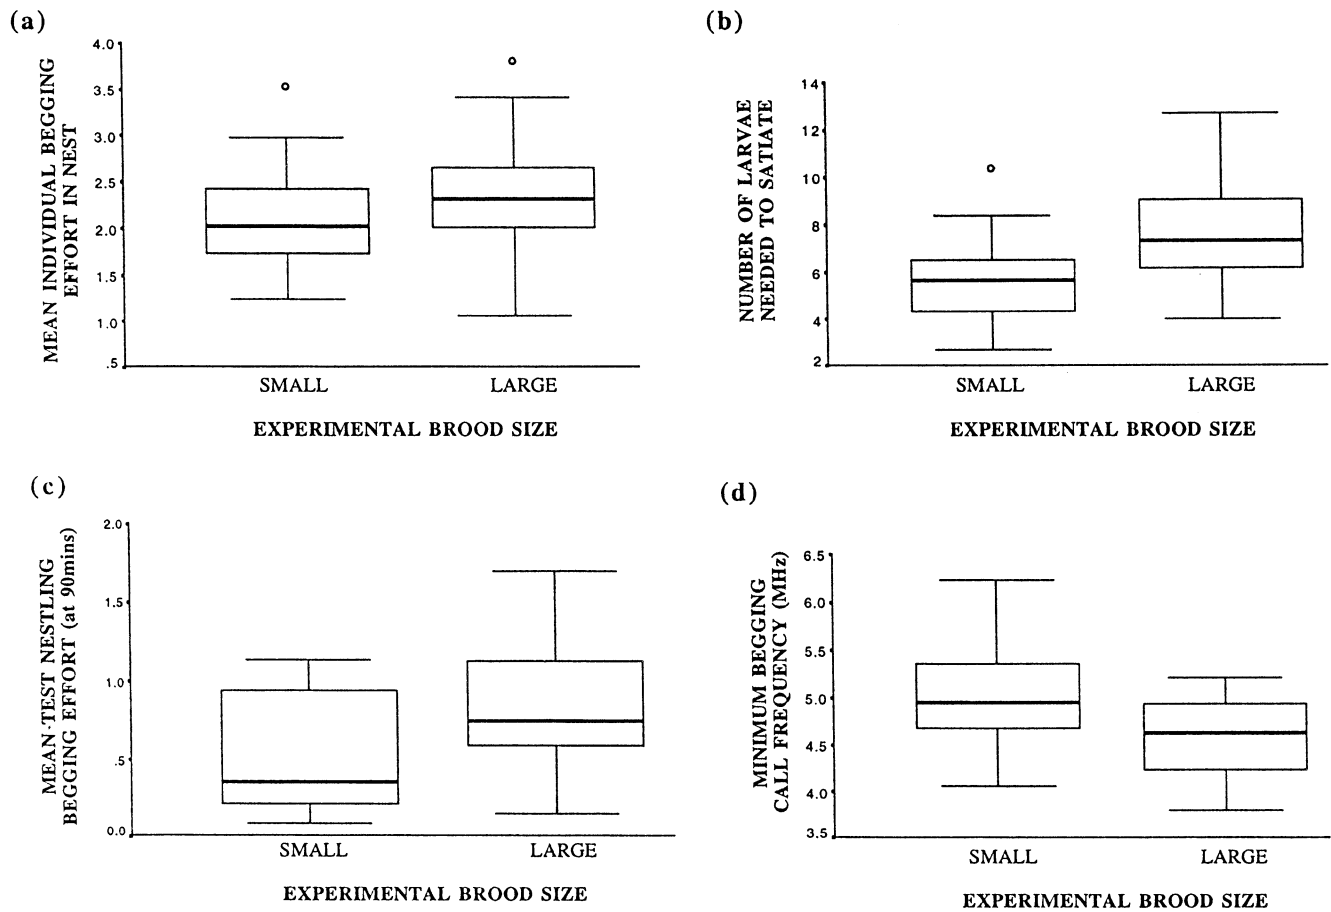 (a)
MEAN INDIVIDUAL BEGGING
EFFORT IN NEST
4.0
3.5
3.0
2.5
2.0
1.5
1.0
.5
SMALL LARGE
EXPERIMENTAL BROOD SIZE
(b)
NUMBER OF LARVAE
NEEDED TO SATIATE
14
12
10
8
6
4
2
SMALL LARGE
EXPERIMENTAL BROOD SIZE
(c)
MEAN-TEST NESTLING
BEGGING EFFORT (at 90mins)
2.0
1.5
1.0
.5
0.0
SMALL LARGE
EXPERIMENTAL BROOD SIZE
(d)
MINIMUM BEGGING
CALL FREQUENCY (MHz)
6.5
6.0
5.5
5.0
4.5
4.0
3.5
SMALL LARGE
EXPERIMENTAL BROOD SIZE